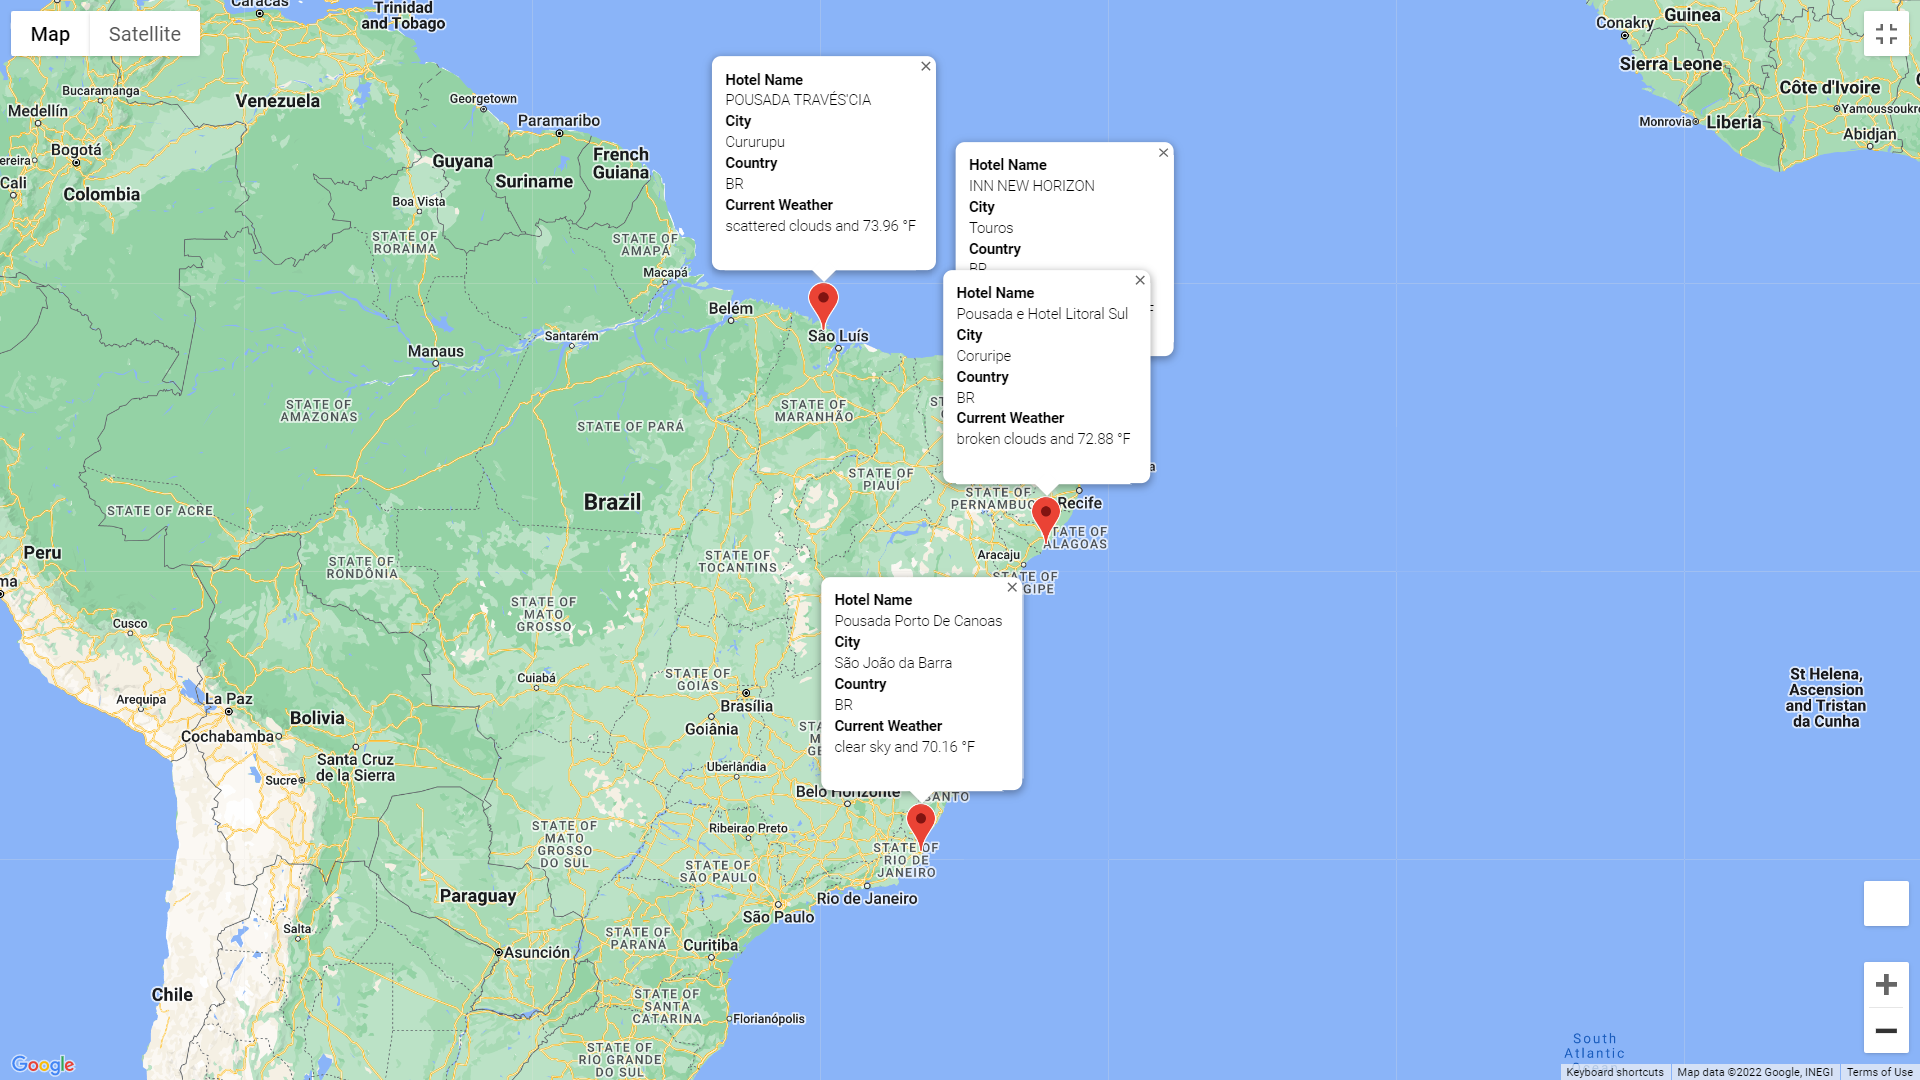 Map
Satellite
Caracas
Trinidad
and Tobago
Conakry
Guinea
Sierra Leone
Côte d'Ivoire
Yamoussoukr
Monrovia
Liberia
Abidjan
Bucaramanga
Medellín
Venezuela
Georgetown
Paramaribo
Bogotá
ereira
Cali
Colombia
Guyana
Suriname
French
Guiana
Boa Vista
STATE OF
RORAIMA
STATE OF
AMAPÁ
Macapá
Hotel Name
POUSADA TRAVÉS'CIA
City
Cururupu
Country
BR
Current Weather
scattered clouds and 73.96 °F
Hotel Name
INN NEW HORIZON
City
Touros
Country
BR
F
Hotel Name
Pousada e Hotel Litoral Sul
City
Coruripe
Country
BR
Current Weather
broken clouds and 72.88 °F
Belém
São Luís
Santarém
Manaus
STATE OF
AMAZONAS
STATE OF PARÁ
STATE OF
MARANHÃO
STATE OF
PIAUÍ
STATE OF
PERNAMBUC
Recife
Brazil
STATE OF ACRE
STATE OF
ALAGOAS
Aracaju
STATE OF
GIPE
Peru
ma
STATE OF
RONDÔNIA
STATE OF
TOCANTINS
STATE OF
MATO
GROSSO
Cusco
Hotel Name
Pousada Porto De Canoas
City
São João da Barra
Country
BR
Current Weather
clear sky and 70.16 °F
Cuiabá
STATE OF
GOIÁS
Brasília
Goiânia
Arequipa
La Paz
Bolivia
Cochabamba
Santa Cruz
de la Sierra
Sucre
Uberlândia
Belo Horizonte
SANTO
St Helena,
Ascension
and Tristan
da Cunha
Ribeirao Preto
STATE OF
MATO
GROSSO
DO SUL
STATE OF
RIO DE
JANEIRO
STATE OF
SÃO PAULO
Rio de Janeiro
São Paulo
Paraguay
Salta
STATE OF
PARANÁ
Curitiba
Asunción
Chile
STATE OF
SANTA
CATARINA
Florianópolis
STATE OF
RIO GRANDE
DO SUL
South
Atlantic
Google
Keyboard shortcuts
Map data ©2022 Google, INEGI
Terms of Use